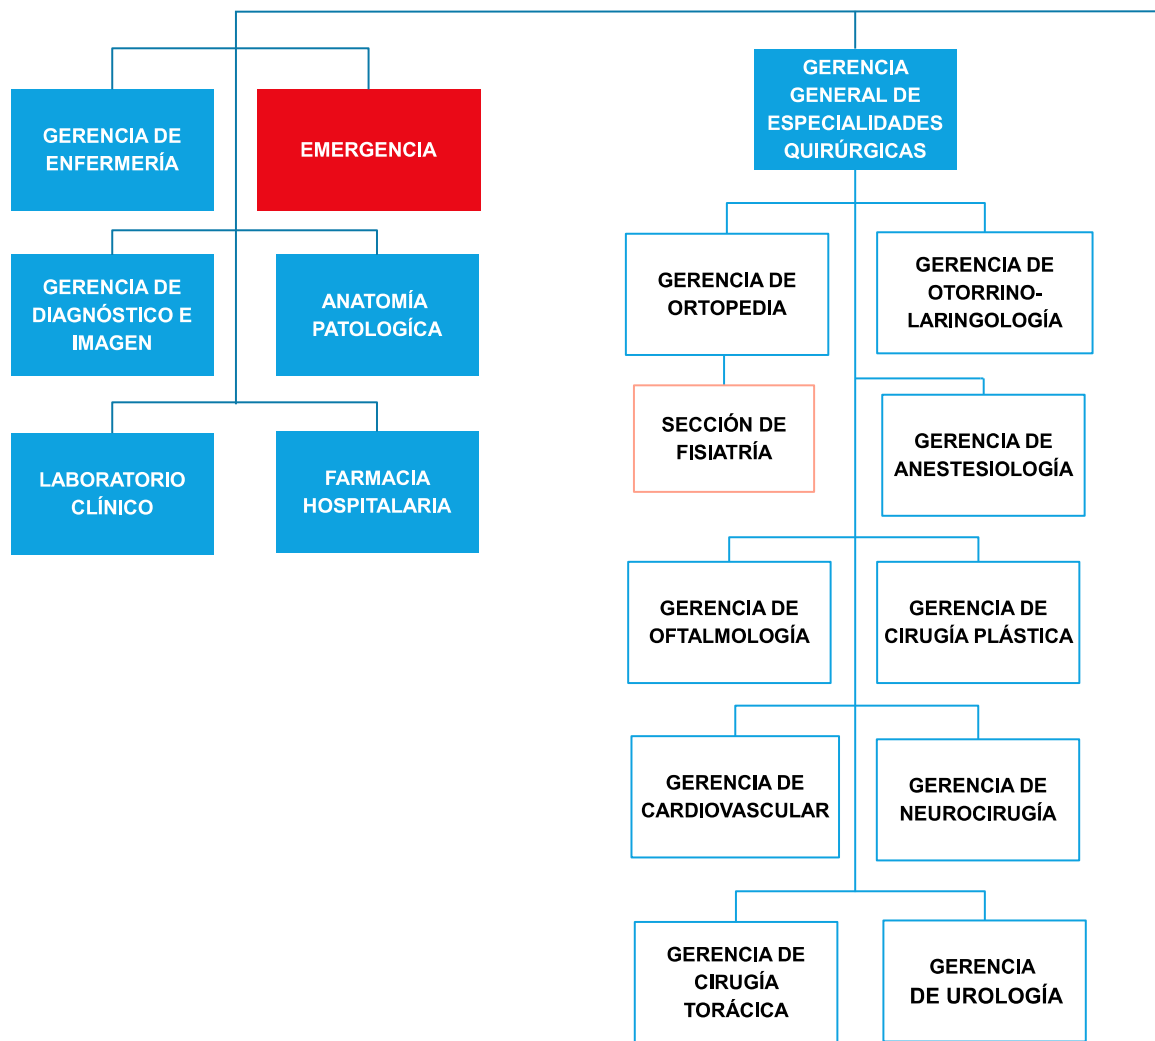 GERENCIA DE
ENFERMERÍA
EMERGENCIA
GERENCIA DE
DIAGNÓSTICO E
IMAGEN
ANATOMÍA
PATOLOGÍCA
LABORATORIO
CLÍNICO
FARMACIA
HOSPITALARIA
GERENCIA
GENERAL DE
ESPECIALIDADES
QUIRÚRGICAS
GERENCIA DE
ORTOPEDIA
GERENCIA DE
OTORRINO-
LARINGOLOGÍA
SECCIÓN DE
FISIATRÍA
GERENCIA DE
ANESTESIOLOGÍA
GERENCIA DE
OFTALMOLOGÍA
GERENCIA DE
CIRUGÍA PLÁSTICA
GERENCIA DE
CARDIOVASCULAR
GERENCIA DE
NEUROCIRUGÍA
GERENCIA DE
CIRUGÍA
TORÁCICA
GERENCIA
DE UROLOGÍA